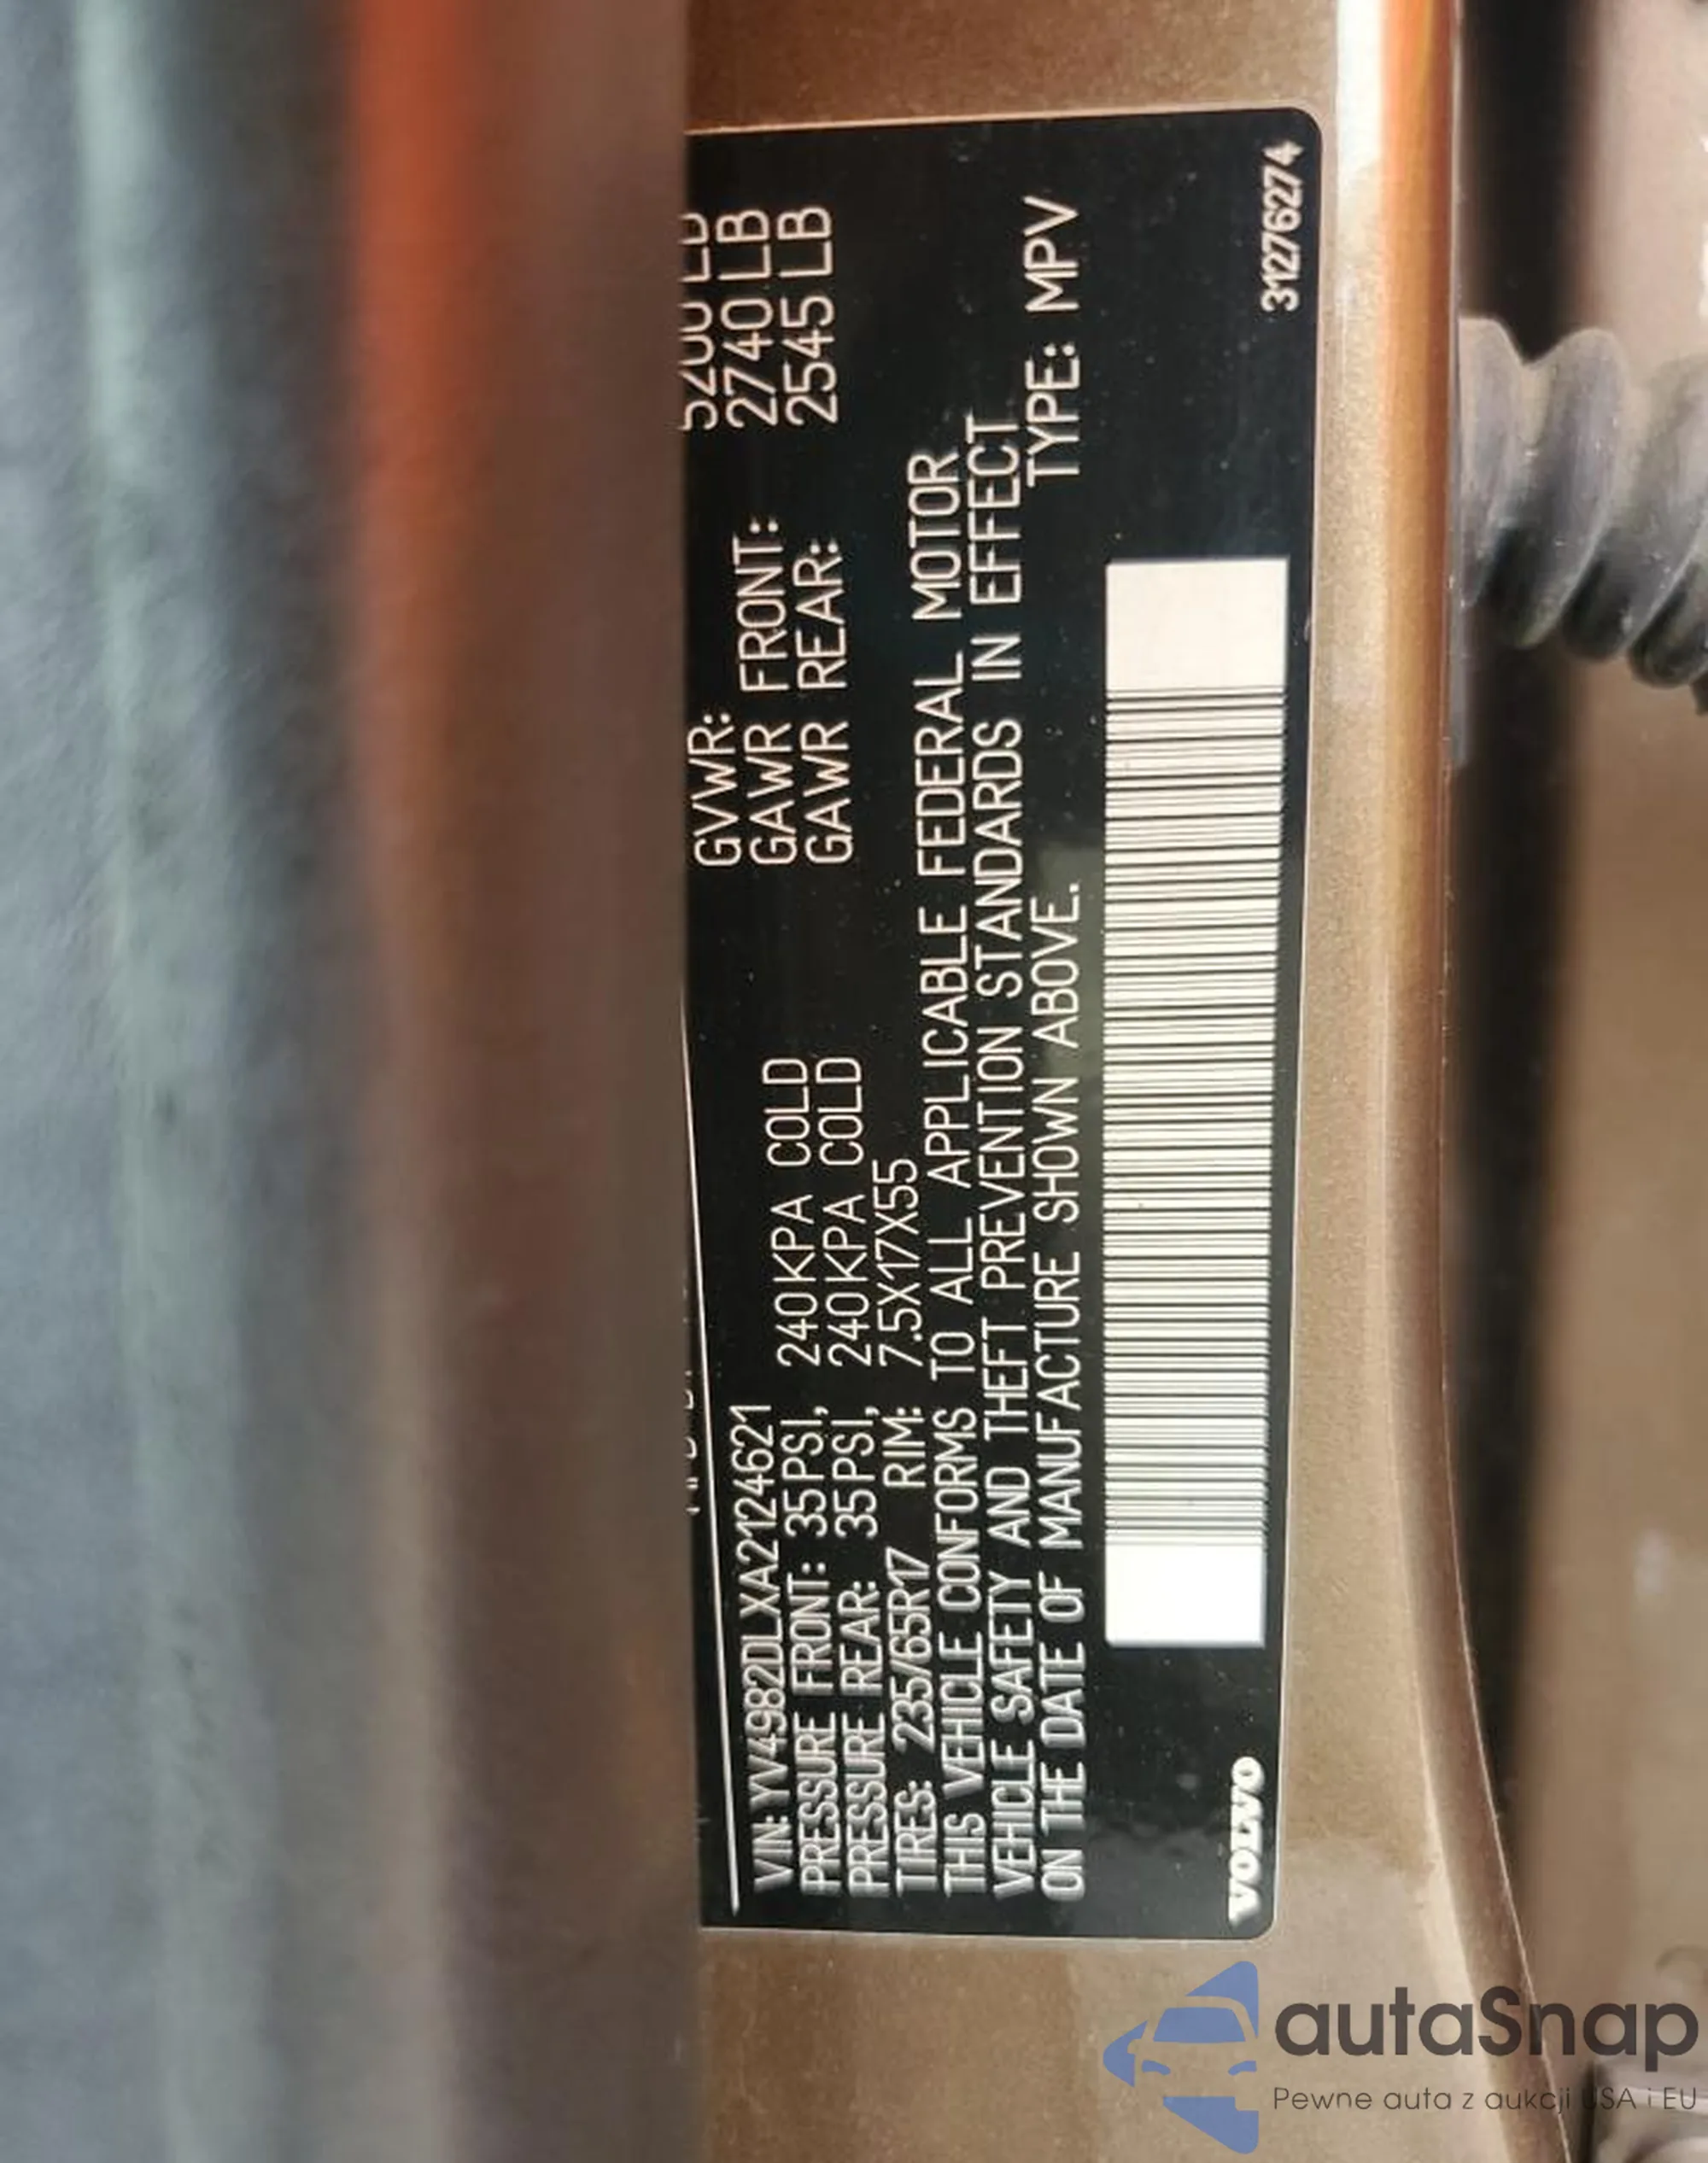 GVWR: 5200 LB
GAWR FRONT: 2740 LB
GAWR REAR: 2545 LB
VIN: YV4982DLXA2124621
PRESSURE FRONT: 35PSI, 240KPA COLD
PRESSURE REAR: 35PSI, 240KPA COLD
TIRES: 235/65R17 RIM: 7.5X17X55
THIS VEHICLE CONFORMS TO ALL APPLICABLE FEDERAL MOTOR
VEHICLE SAFETY AND THEFT PREVENTION STANDARDS IN EFFECT
ON THE DATE OF MANUFACTURE SHOWN ABOVE.
TYPE: MPV
VOLVO
31276274
autaSnap
Pewne auta z aukcji USA i EU